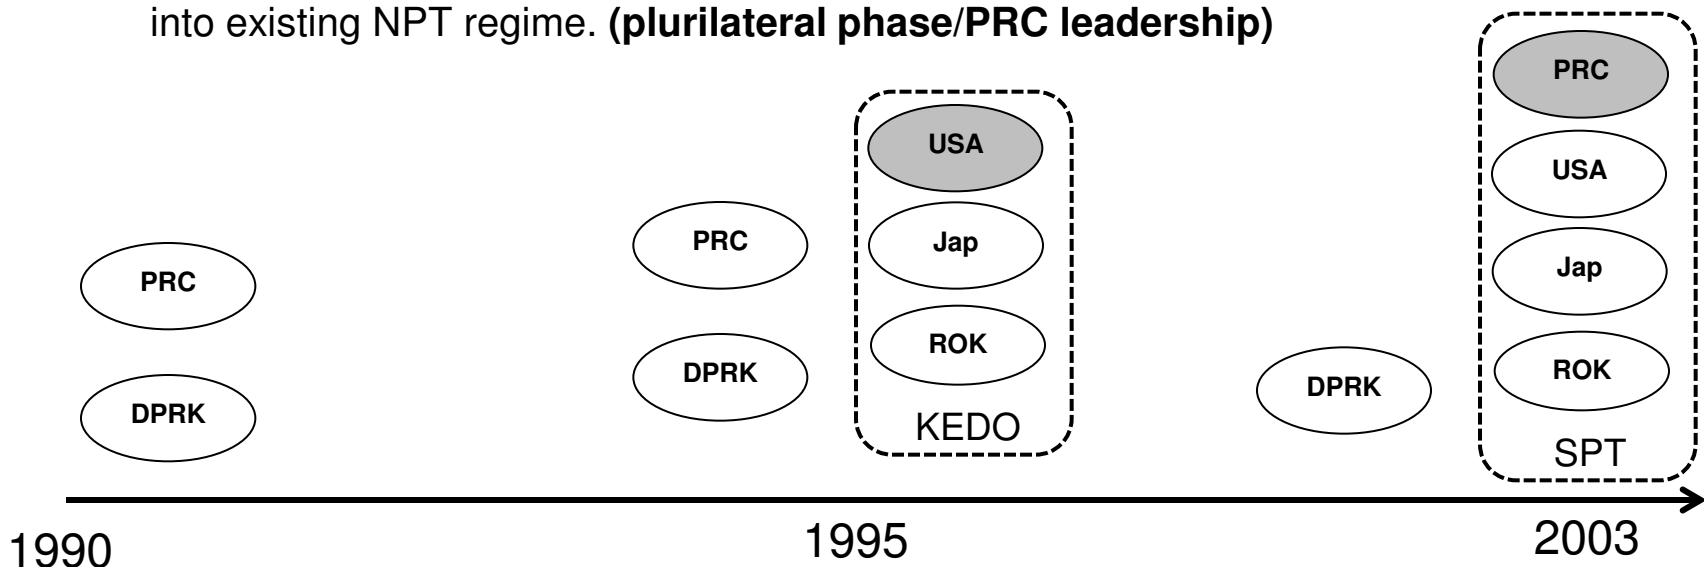 into existing NPT regime. (plurilateral phase/PRC leadership)
PRC
DPRK
PRC
DPRK
USA
Jap
ROK
KEDO
DPRK
PRC
USA
Jap
ROK
SPT
1990
1995
2003